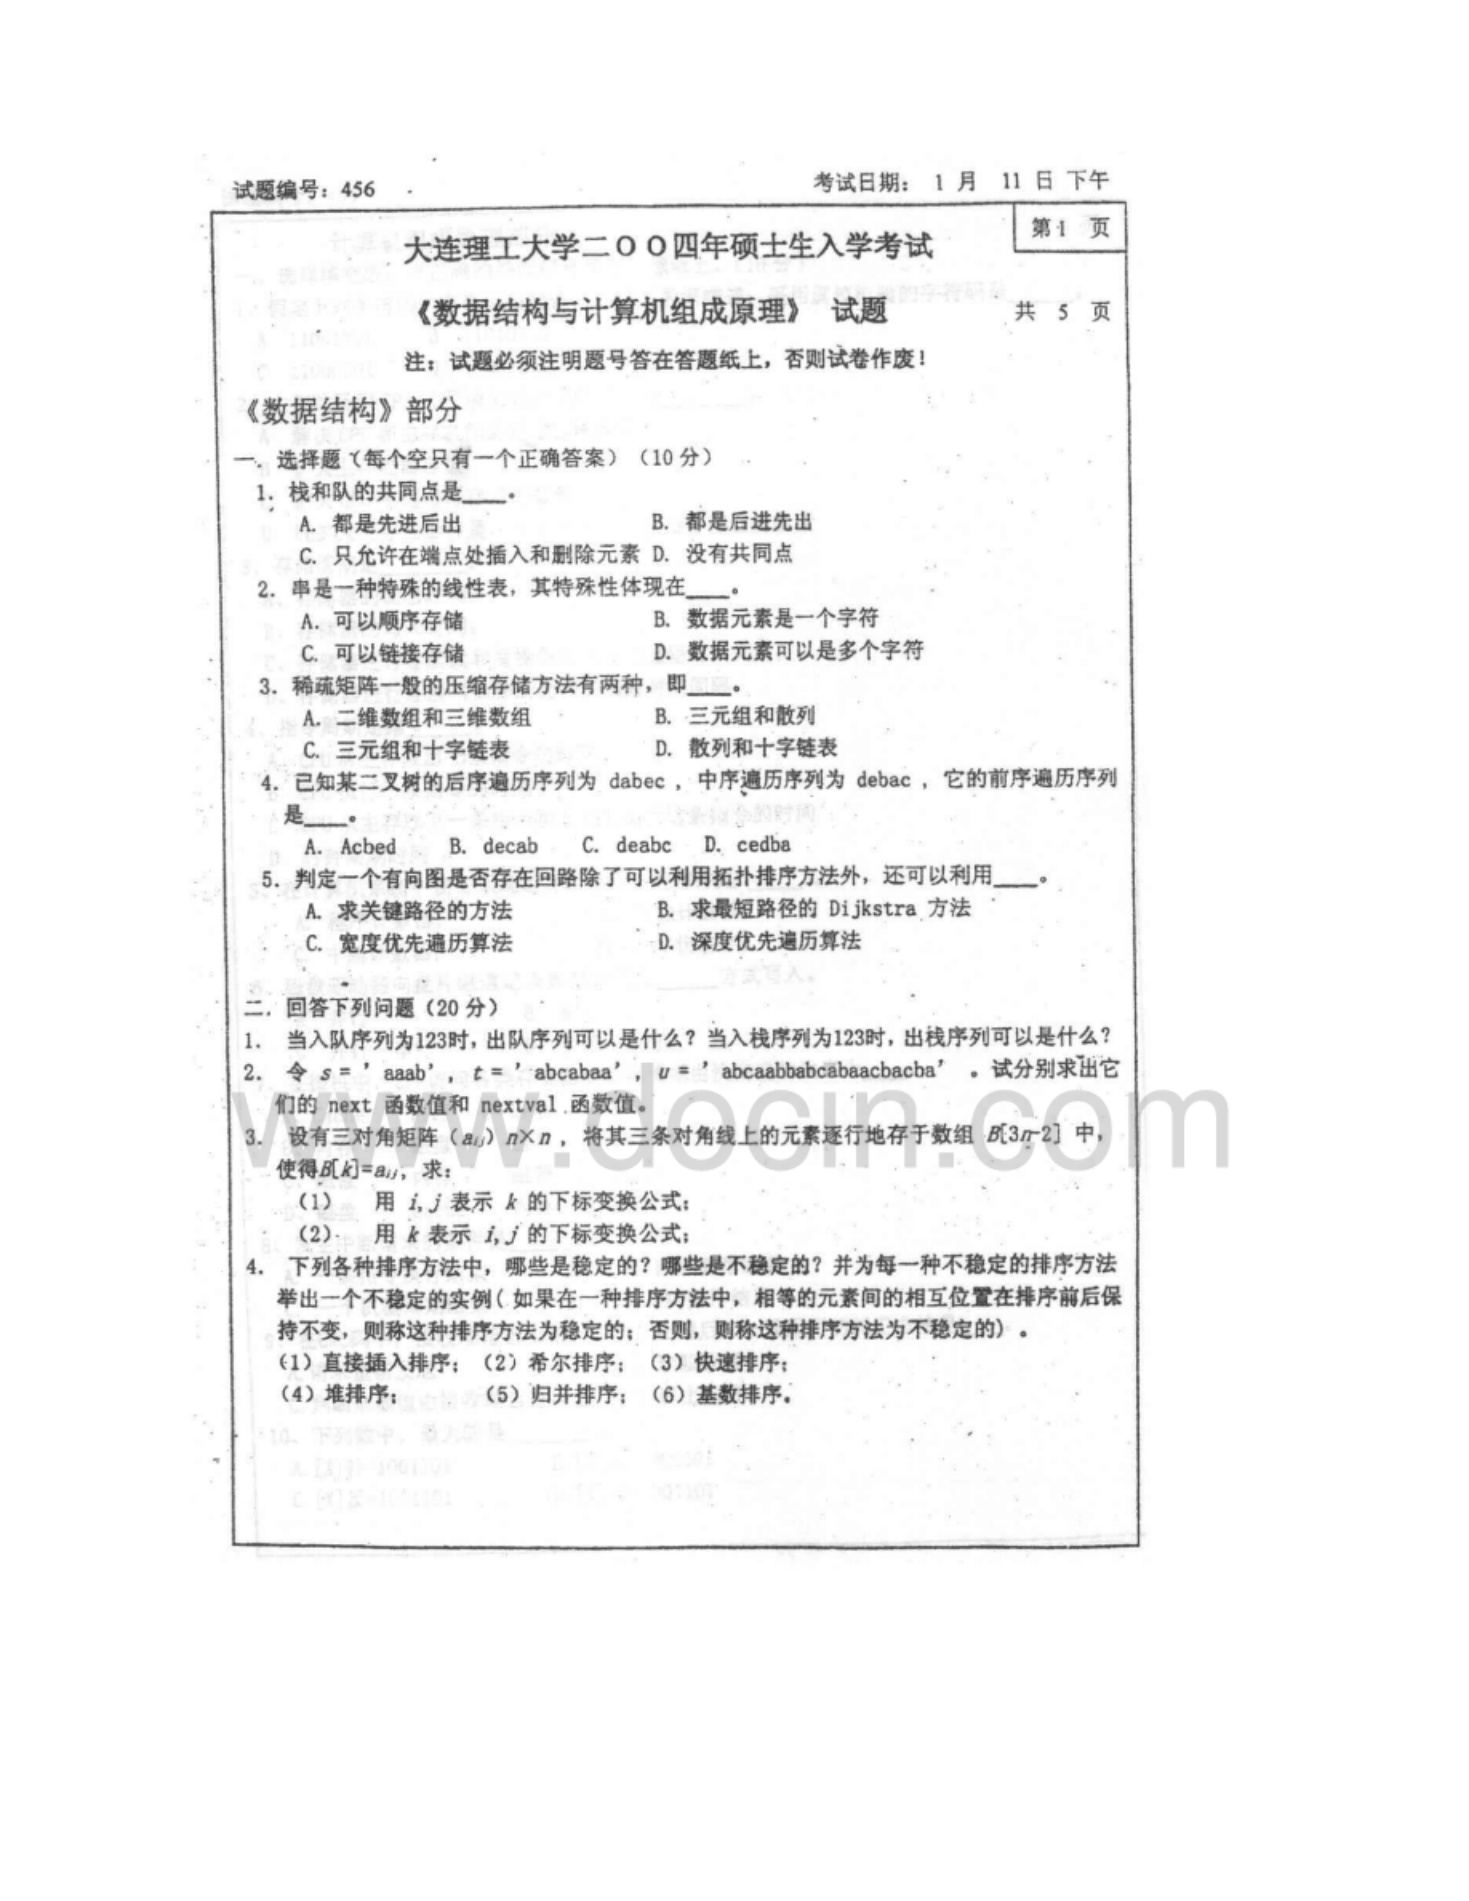 试题编号：456
考试日期： 1 月 11 日 下午
第 1 页
大连理工大学二OO四年硕士生入学考试
《数据结构与计算机组成原理》 试题
共 5 页
注：试题必须注明题号答在答题纸上，否则试卷作废！
《数据结构》部分
一. 选择题（每个空只有一个正确答案）（10 分）
1. 栈和队的共同点是____。
A. 都是先进后出 B. 都是后进先出
C. 只允许在端点处插入和删除元素 D. 没有共同点
2. 串是一种特殊的线性表，其特殊性体现在____。
A. 可以顺序存储 B. 数据元素是一个字符
C. 可以链接存储 D. 数据元素可以是多个字符
3. 稀疏矩阵一般的压缩存储方法有两种，即____。
A. 二维数组和三维数组 B. 三元组和散列
C. 三元组和十字链表 D. 散列和十字链表
4. 已知某二叉树的后序遍历序列为 dabec ，中序遍历序列为 debac ，它的前序遍历序列
是____。
A. Acbed B. decab C. deabc D. cedba
5. 判定一个有向图是否存在回路除了可以利用拓扑排序方法外，还可以利用____。
A. 求关键路径的方法 B. 求最短路径的 Dijkstra 方法
C. 宽度优先遍历算法 D. 深度优先遍历算法
二. 回答下列问题（20 分）
1. 当入队序列为123时，出队序列可以是什么？当入栈序列为123时，出栈序列可以是什么？
2. 令 s = ' aaab' , t = ' abcabaa' , u = ' abcaabbabcabaacbacba' 。试分别求出它
们的 next 函数值和 nextval 函数值。
3. 设有三对角矩阵（aij）n×n ，将其三条对角线上的元素逐行地存于数组 B[3n-2] 中，
使得B[k]=aij，求：
（1） 用 i,j 表示 k 的下标变换公式；
（2） 用 k 表示 i,j 的下标变换公式；
4. 下列各种排序方法中，哪些是稳定的？哪些是不稳定的？并为每一种不稳定的排序方法
举出一个不稳定的实例(如果在一种排序方法中，相等的元素间的相互位置在排序前后保
持不变，则称这种排序方法为稳定的；否则，则称这种排序方法为不稳定的）。
（1）直接插入排序；（2）希尔排序；（3）快速排序；
（4）堆排序； （5）归并排序；（6）基数排序。
www.docin.com